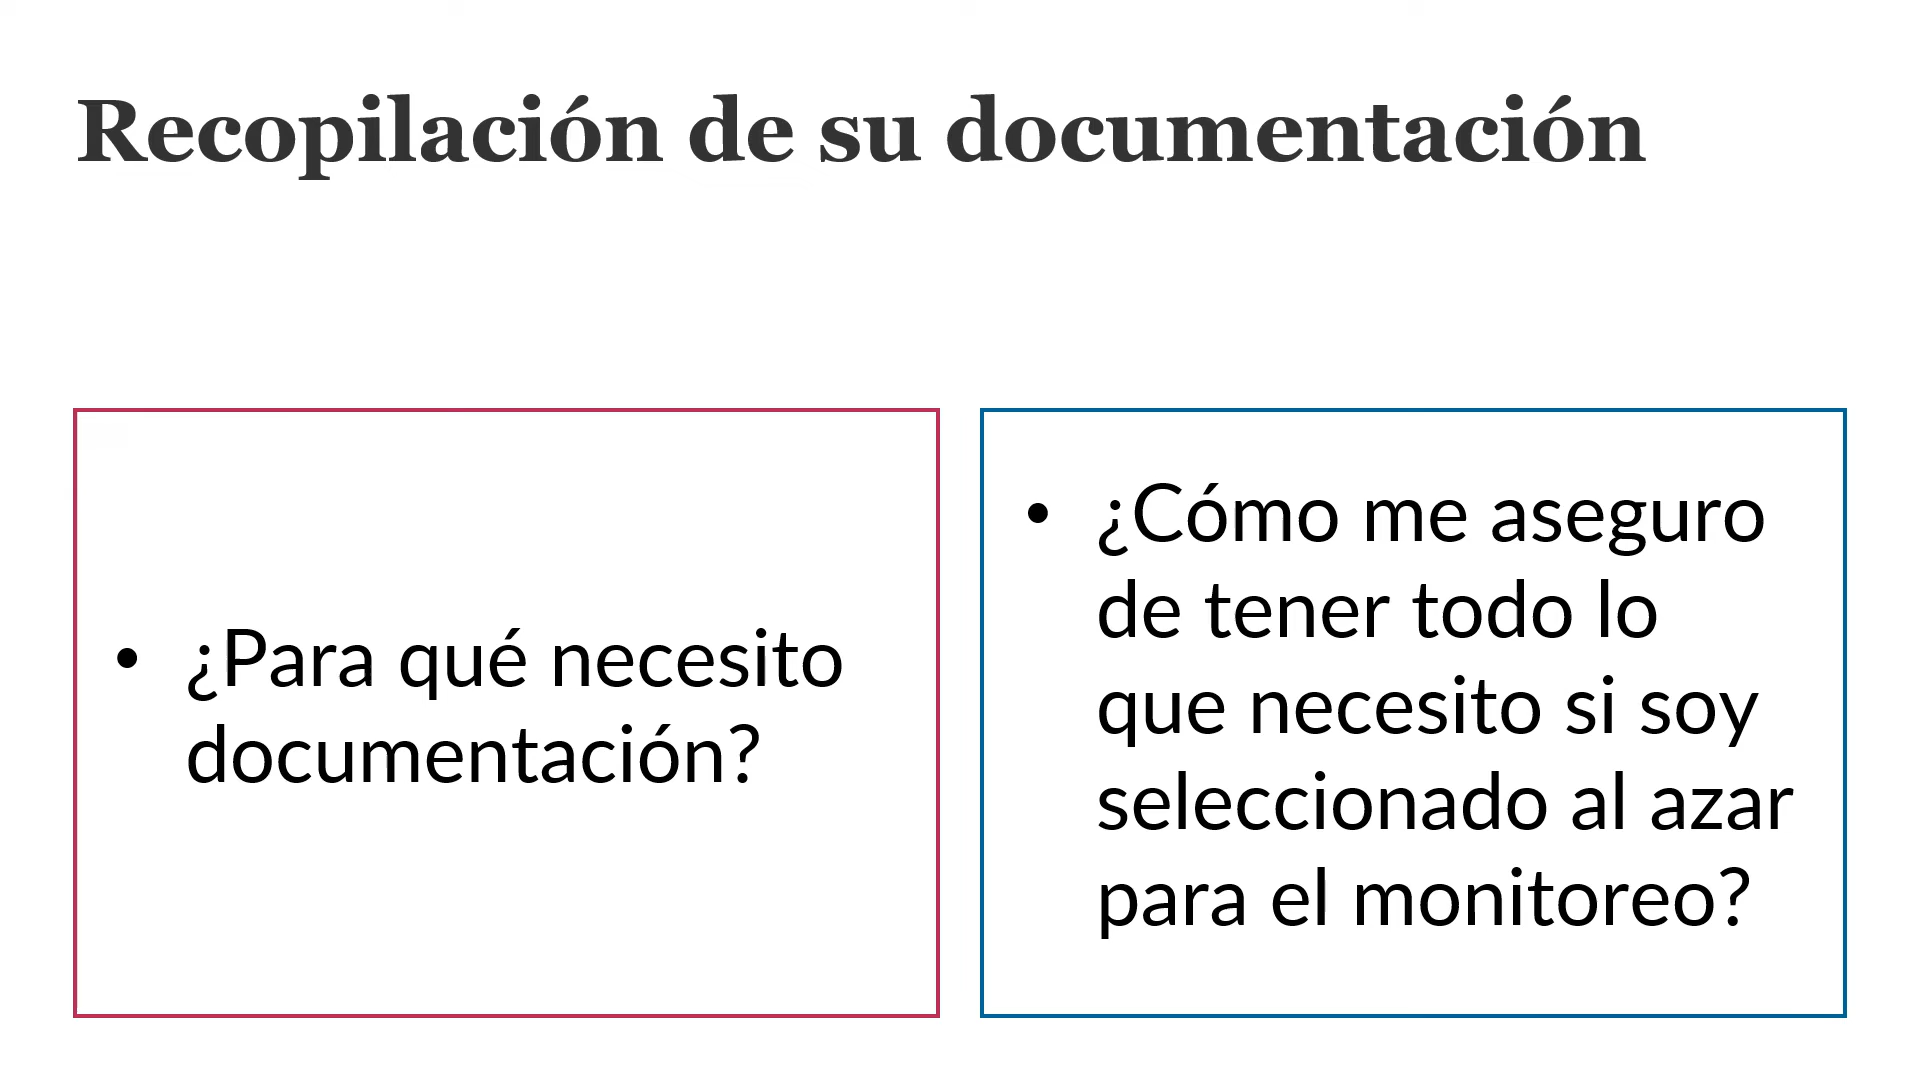 Recopilación de su documentación
• ¿Para qué necesito
documentación?
• ¿Cómo me aseguro
de tener todo lo
que necesito si soy
seleccionado al azar
para el monitoreo?